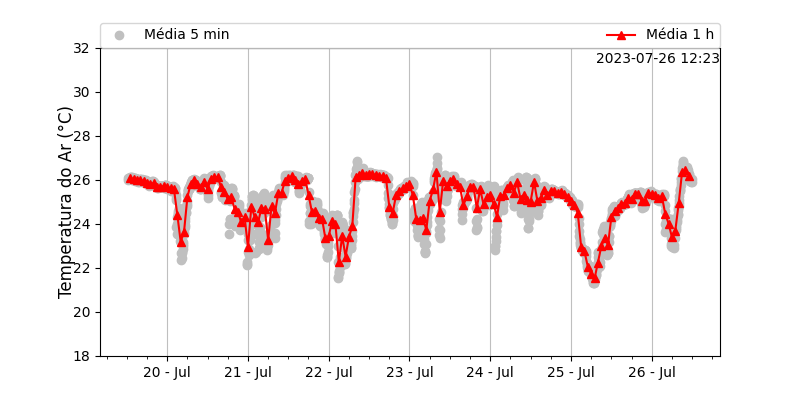 Média 5 min
Média 1 h
2023-07-26 12:23
Temperatura do Ar (°C)
32
30
28
26
24
22
20
18
20 - Jul
21 - Jul
22 - Jul
23 - Jul
24 - Jul
25 - Jul
26 - Jul